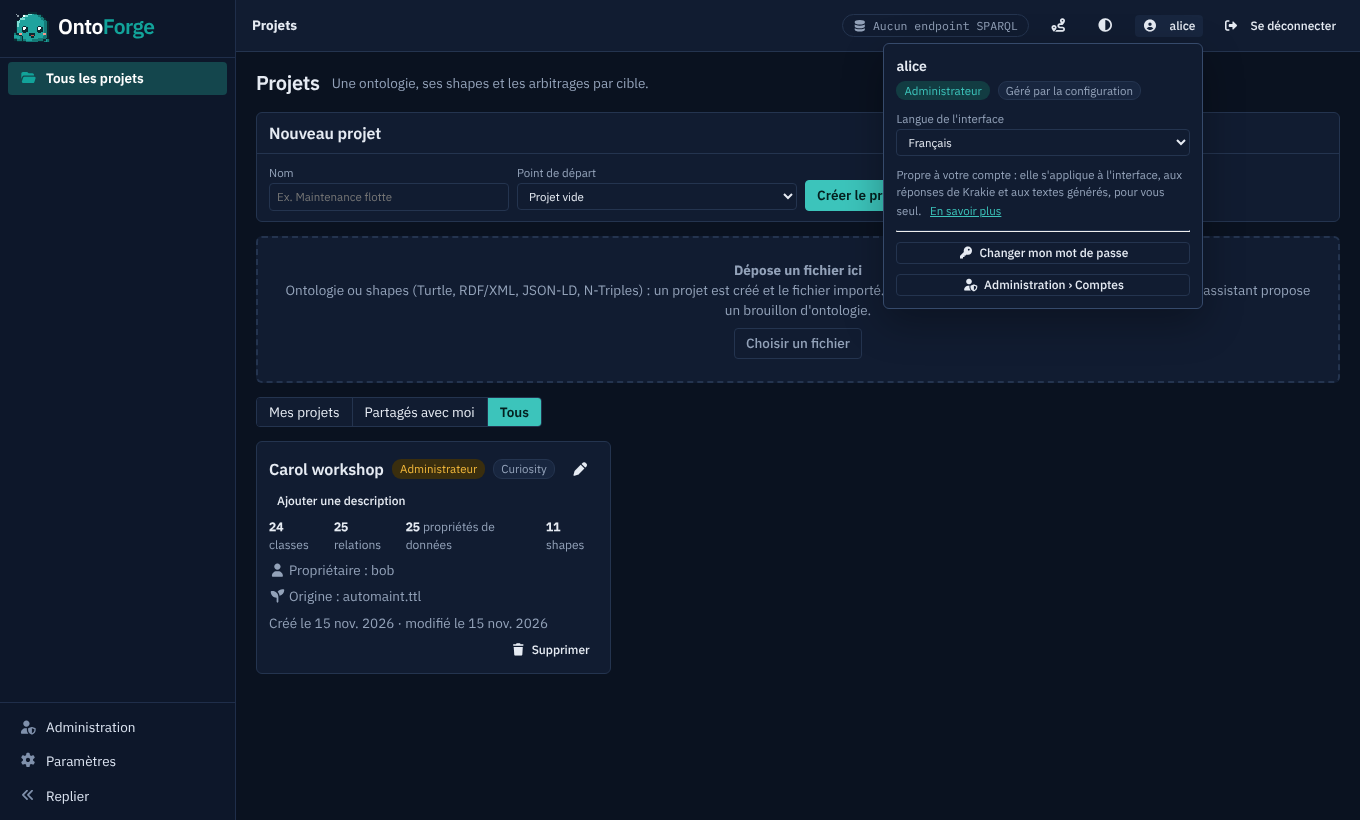 OntoForge
Projets
Aucun endpoint SPARQL
alice
Se déconnecter
Tous les projets
Projets
Une ontologie, ses shapes et les arbitrages par cible.
Nouveau projet
Nom
Point de départ
Ex. Maintenance flotte
Projet vide
Créer le pr
alice
Administrateur
Géré par la configuration
Langue de l'interface
Français
Propre à votre compte : elle s'applique à l'interface, aux
réponses de Krakie et aux textes générés, pour vous
seul. En savoir plus
Changer mon mot de passe
Administration › Comptes
Dépose un fichier ici
Ontologie ou shapes (Turtle, RDF/XML, JSON-LD, N-Triples) : un projet est créé et le fichier importé.
assistant propose
un brouillon d'ontologie.
Choisir un fichier
Mes projets
Partagés avec moi
Tous
Carol workshop
Administrateur
Curiosity
Ajouter une description
24 classes
25 relations
25 propriétés de données
11 shapes
Propriétaire : bob
Origine : automaint.ttl
Créé le 15 nov. 2026 · modifié le 15 nov. 2026
Supprimer
Administration
Paramètres
Replier